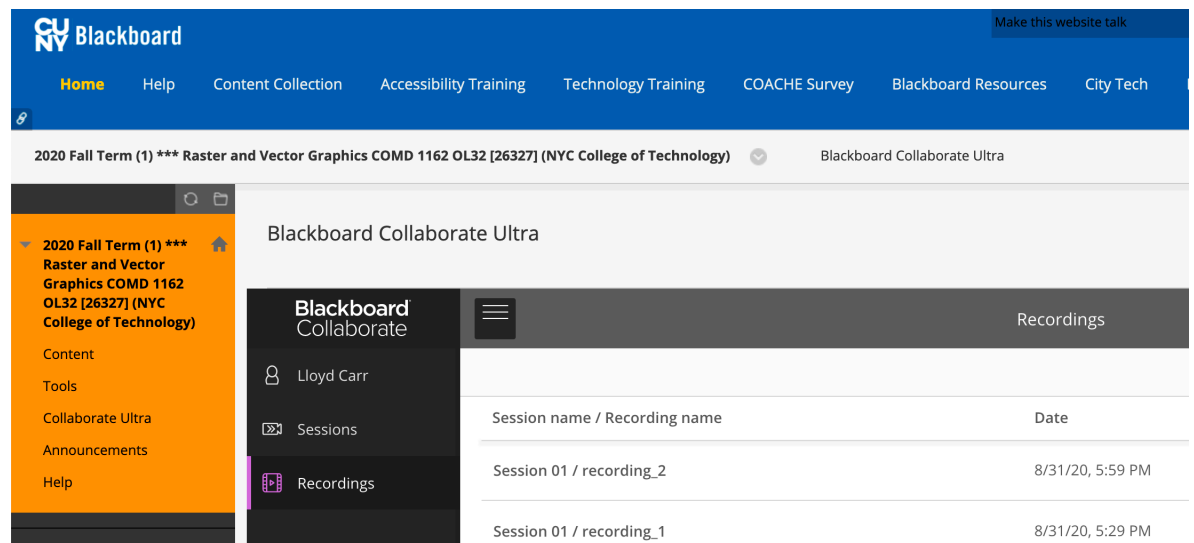 CUNY Blackboard
Make this website talk
Home Help Content Collection Accessibility Training Technology Training COACHE Survey Blackboard Resources City Tech
2020 Fall Term (1) *** Raster and Vector Graphics COMD 1162 OL32 [26327] (NYC College of Technology) Blackboard Collaborate Ultra
2020 Fall Term (1) ***
Raster and Vector
Graphics COMD 1162
OL32 [26327] (NYC
College of Technology)
Content
Tools
Collaborate Ultra
Announcements
Help
Blackboard Collaborate Ultra
Blackboard
Collaborate
Lloyd Carr
Sessions
Recordings
Recordings
Session name / Recording name Date
Session 01 / recording_2 8/31/20, 5:59 PM
Session 01 / recording_1 8/31/20, 5:29 PM